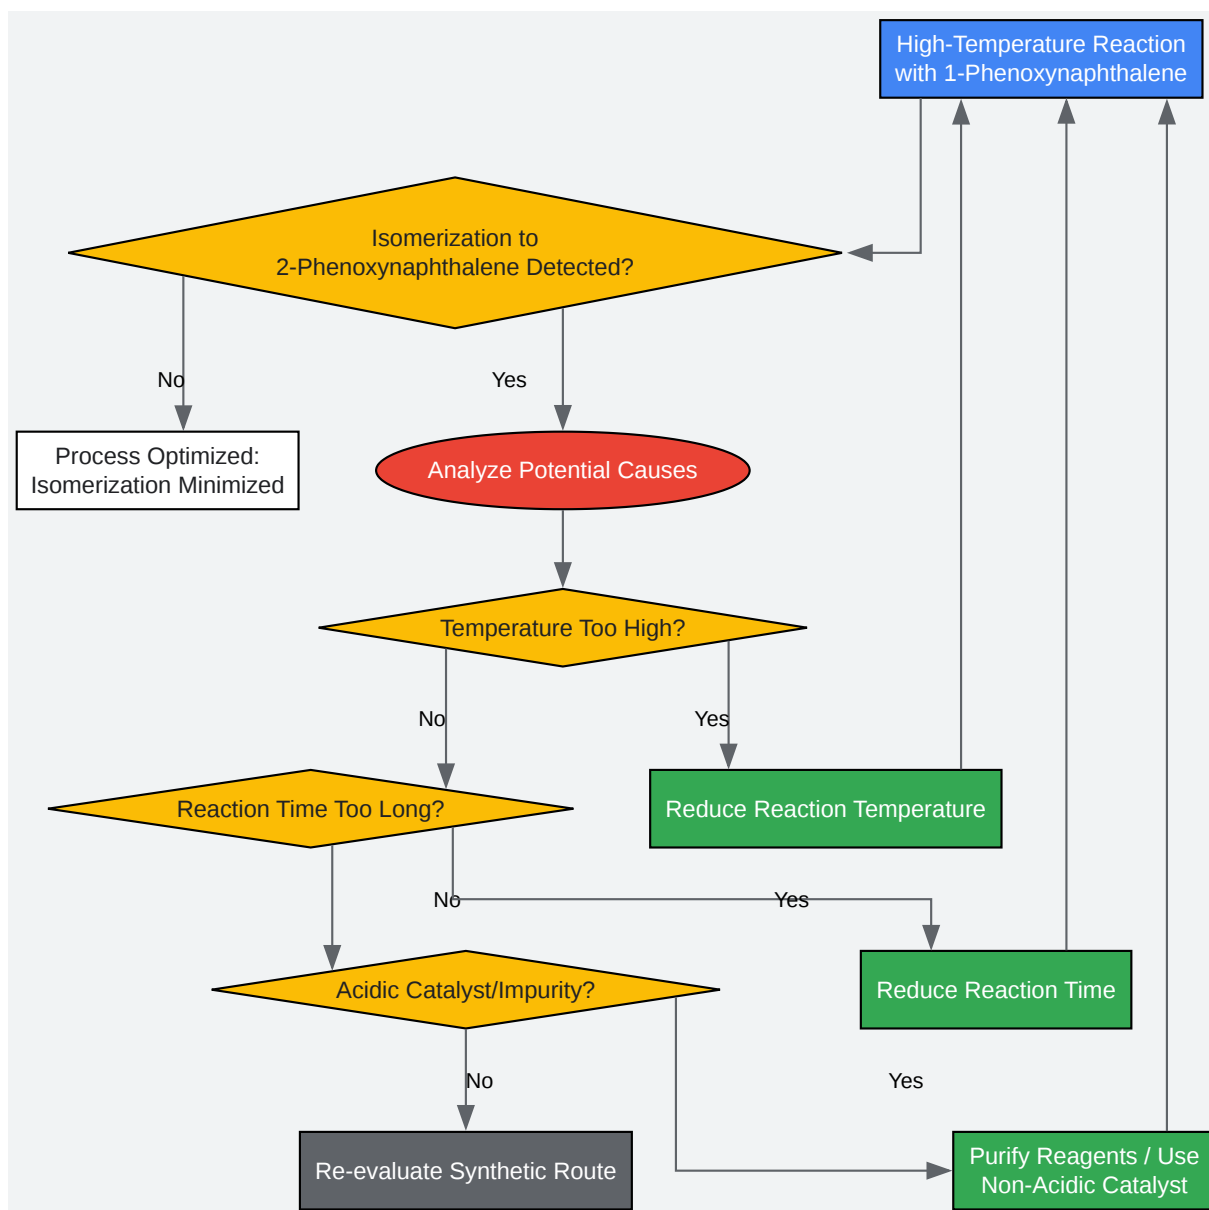 High-Temperature Reaction
with 1-Phenoxynaphthalene
Isomerization to
2-Phenoxynaphthalene Detected?
No
Yes
Process Optimized:
Isomerization Minimized
Analyze Potential Causes
Temperature Too High?
No
Yes
Reaction Time Too Long?
Reduce Reaction Temperature
No
Yes
Acidic Catalyst/Impurity?
Reduce Reaction Time
No
Yes
Re-evaluate Synthetic Route
Purify Reagents / Use
Non-Acidic Catalyst